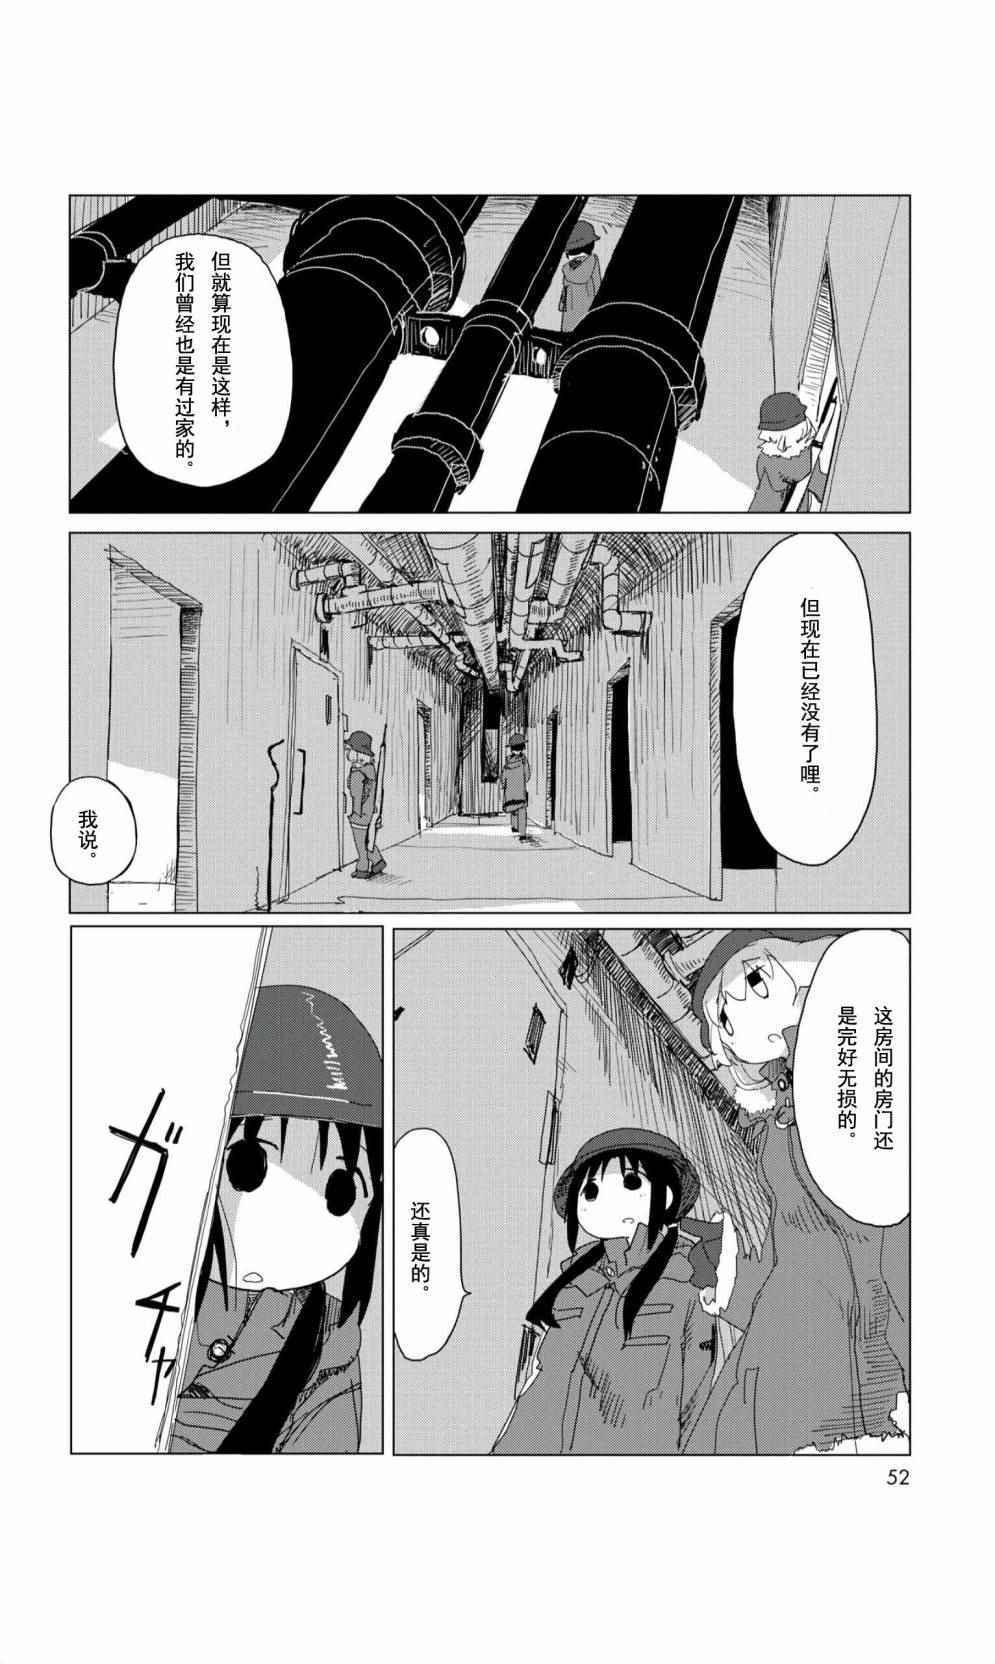 但就算现在是这样，
我们曾经也是有过家的。
但现在已经没有了哩。
我说。
这房间的房门还
是完好无损的。
还真是的。
ガチャ
52